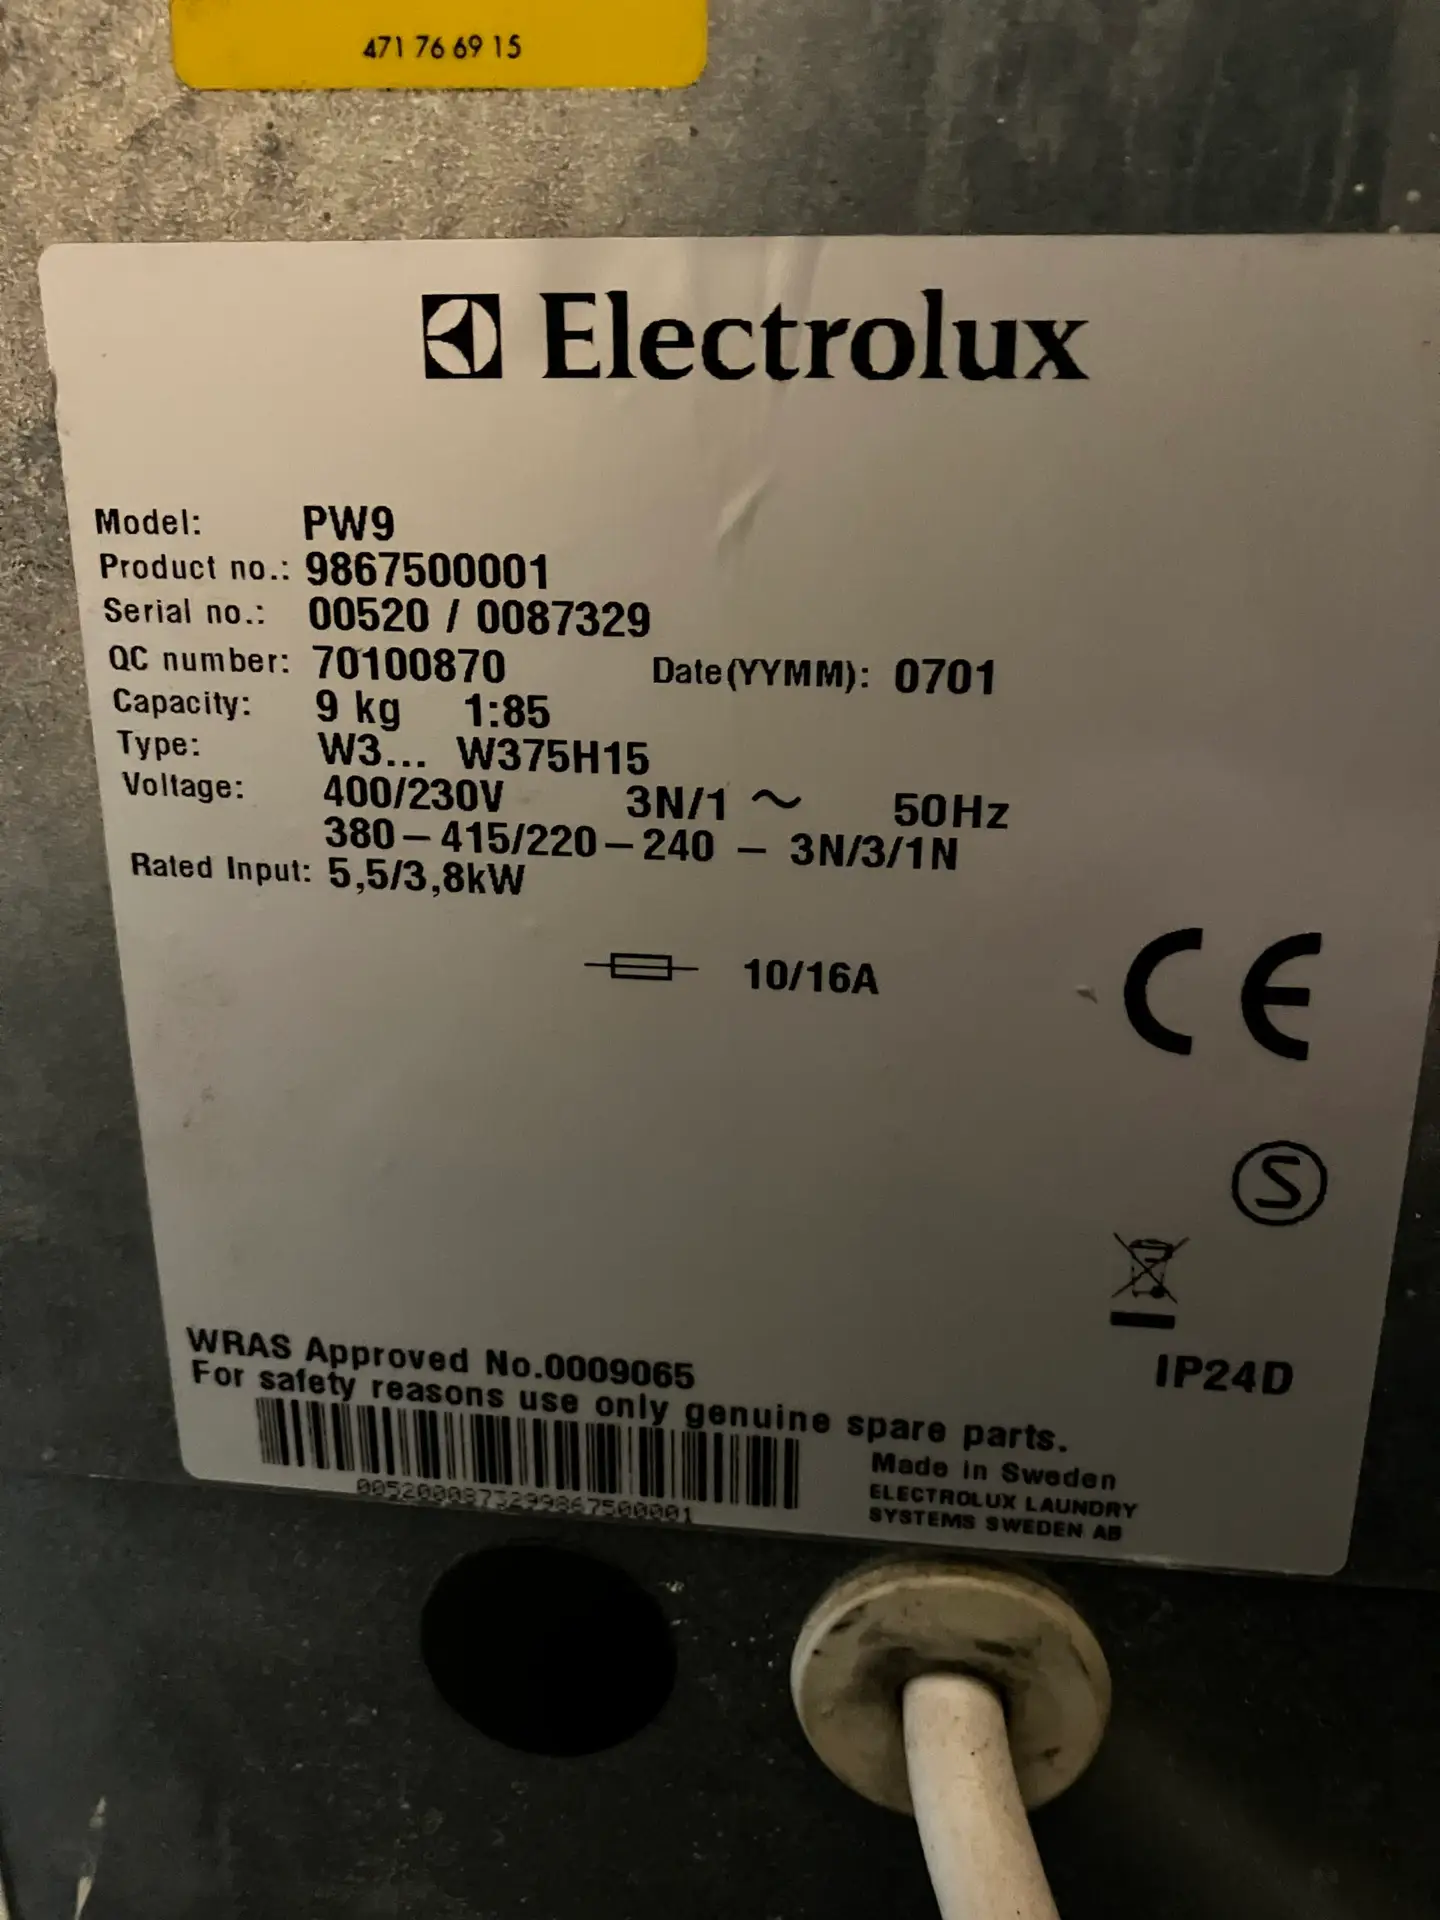 471 76 69 15
Electrolux
Model: PW9
Product no.: 9867500001
Serial no.: 00520 / 0087329
QC number: 70100870 Date(YYMM): 0701
Capacity: 9 kg 1:85
Type: W3... W375H15
Voltage: 400/230V 3N/1 ~ 50Hz
380–415/220–240 – 3N/3/1N
Rated Input: 5,5/3,8kW
10/16A
CE
S
IP24D
WRAS Approved No.0009065
For safety reasons use only genuine spare parts.
0052000873299867500001
Made in Sweden
ELECTROLUX LAUNDRY
SYSTEMS SWEDEN AB